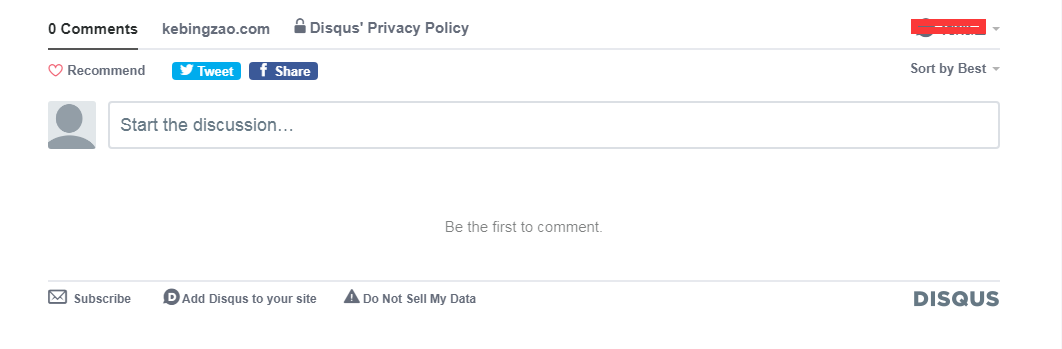 0 Comments kebingzao.com Disqus' Privacy Policy
Recommend Tweet Share Sort by Best
Start the discussion…
Be the first to comment.
Subscribe Add Disqus to your site Do Not Sell My Data DISQUS